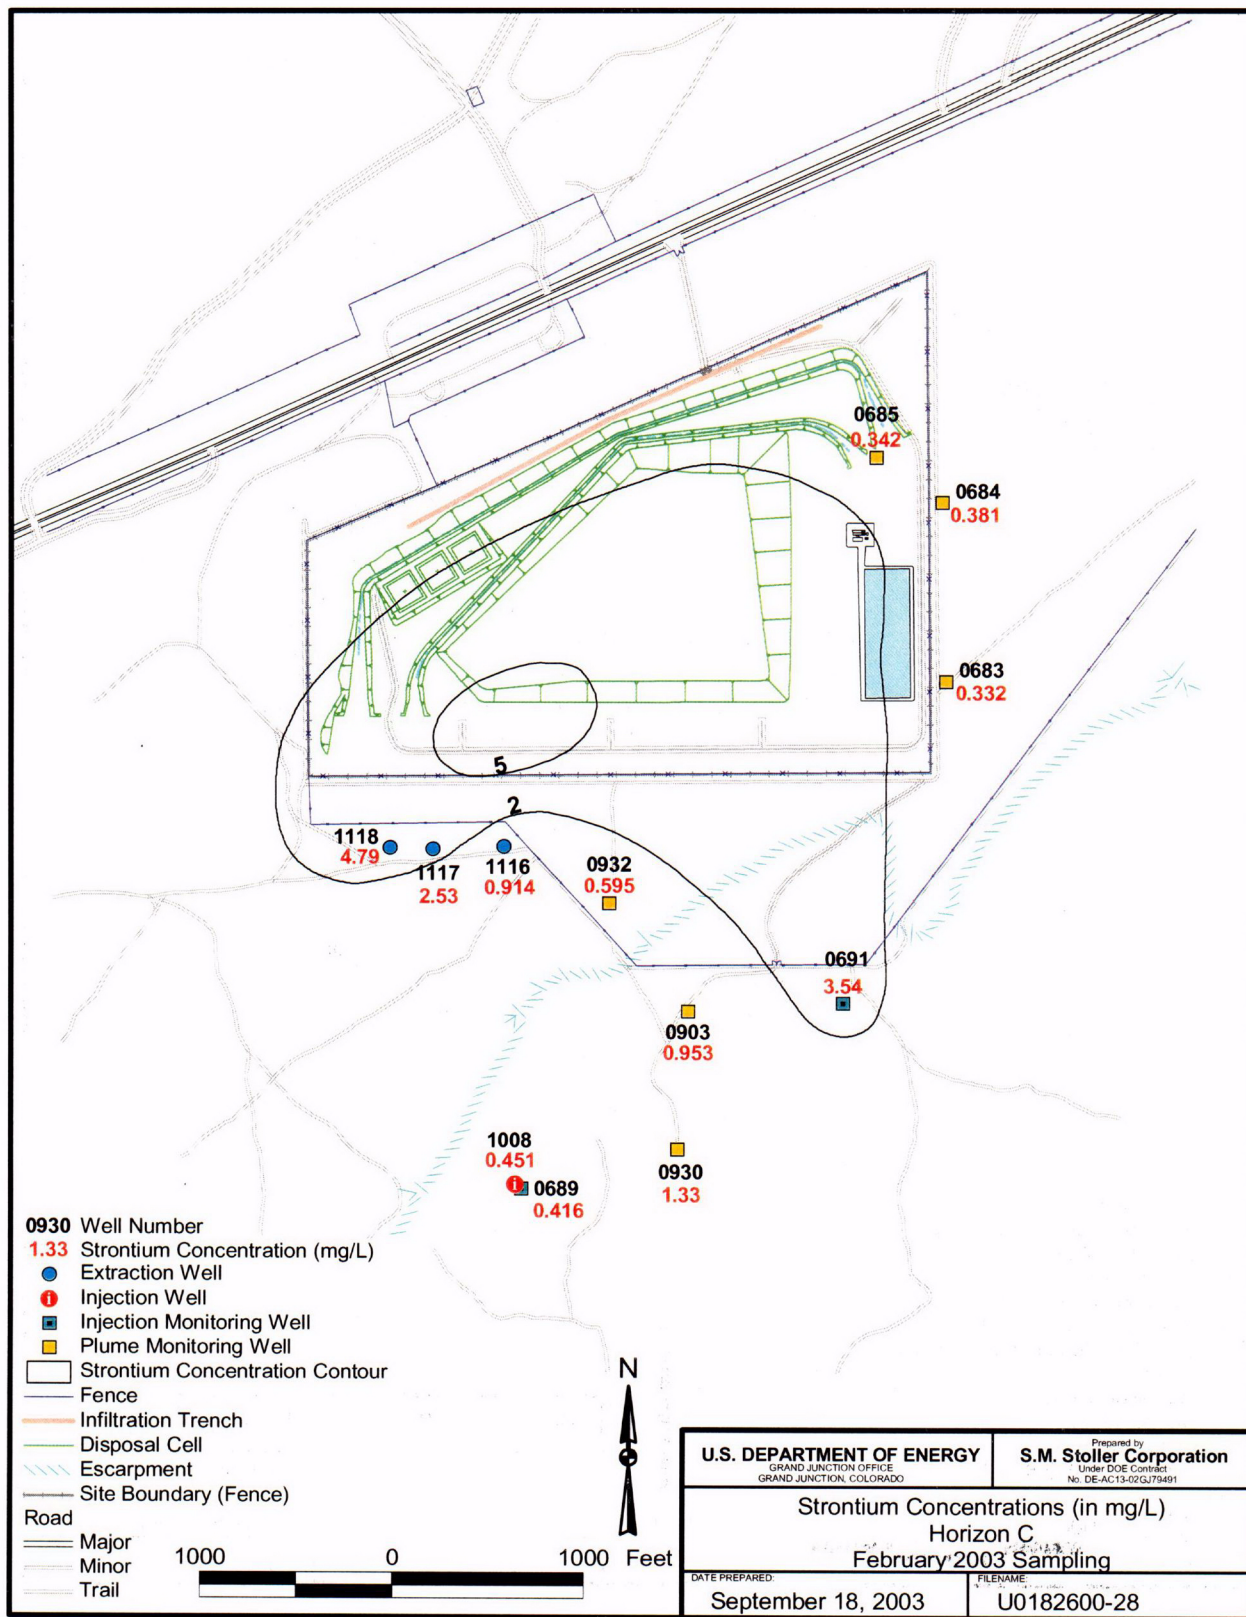 0685
0.342
0684
0.381
0683
0.332
5
2
1118
4.79
1117
2.53
1116
0.914
0932
0.595
0691
3.54
0903
0.953
1008
0.451
0689
0.416
0930
1.33
0930 Well Number
1.33 Strontium Concentration (mg/L)
Extraction Well
i Injection Well
Injection Monitoring Well
Plume Monitoring Well
Strontium Concentration Contour
Fence
Infiltration Trench
Disposal Cell
Escarpment
Site Boundary (Fence)
Road
Major
Minor
Trail
N
1000 0 1000 Feet
U.S. DEPARTMENT OF ENERGY
GRAND JUNCTION OFFICE
GRAND JUNCTION, COLORADO
Prepared by
S.M. Stoller Corporation
Under DOE Contract
No. DE-AC13-02GJ79491
Strontium Concentrations (in mg/L)
Horizon C
February 2003 Sampling
DATE PREPARED:
September 18, 2003
FILENAME:
U0182600-28